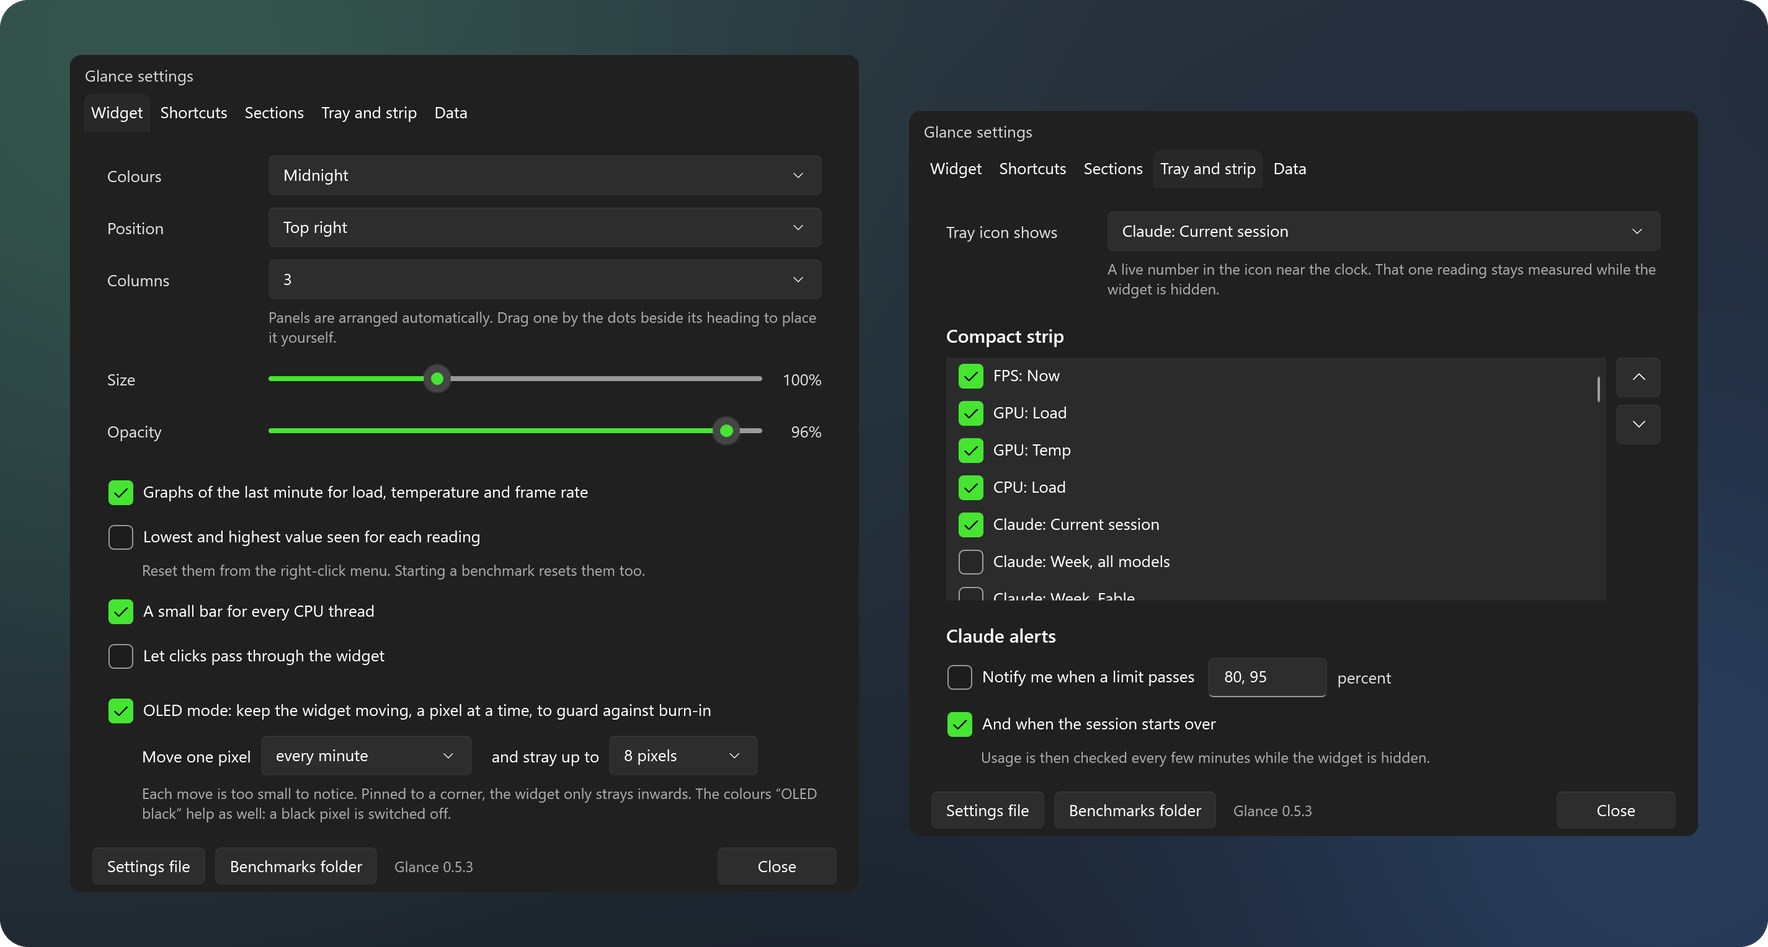 Glance settings
Widget Shortcuts Sections Tray and strip Data
Colours Midnight
Position Top right
Columns 3
Panels are arranged automatically. Drag one by the dots beside its heading to place
it yourself.
Size 100%
Opacity 96%
Graphs of the last minute for load, temperature and frame rate
Lowest and highest value seen for each reading
Reset them from the right-click menu. Starting a benchmark resets them too.
A small bar for every CPU thread
Let clicks pass through the widget
OLED mode: keep the widget moving, a pixel at a time, to guard against burn-in
Move one pixel every minute and stray up to 8 pixels
Each move is too small to notice. Pinned to a corner, the widget only strays inwards. The colours “OLED
black” help as well: a black pixel is switched off.
Settings file Benchmarks folder Glance 0.5.3 Close
Glance settings
Widget Shortcuts Sections Tray and strip Data
Tray icon shows Claude: Current session
A live number in the icon near the clock. That one reading stays measured while the
widget is hidden.
Compact strip
FPS: Now
GPU: Load
GPU: Temp
CPU: Load
Claude: Current session
Claude: Week, all models
Claude: Week, Fable
Claude alerts
Notify me when a limit passes 80, 95 percent
And when the session starts over
Usage is then checked every few minutes while the widget is hidden.
Settings file Benchmarks folder Glance 0.5.3 Close